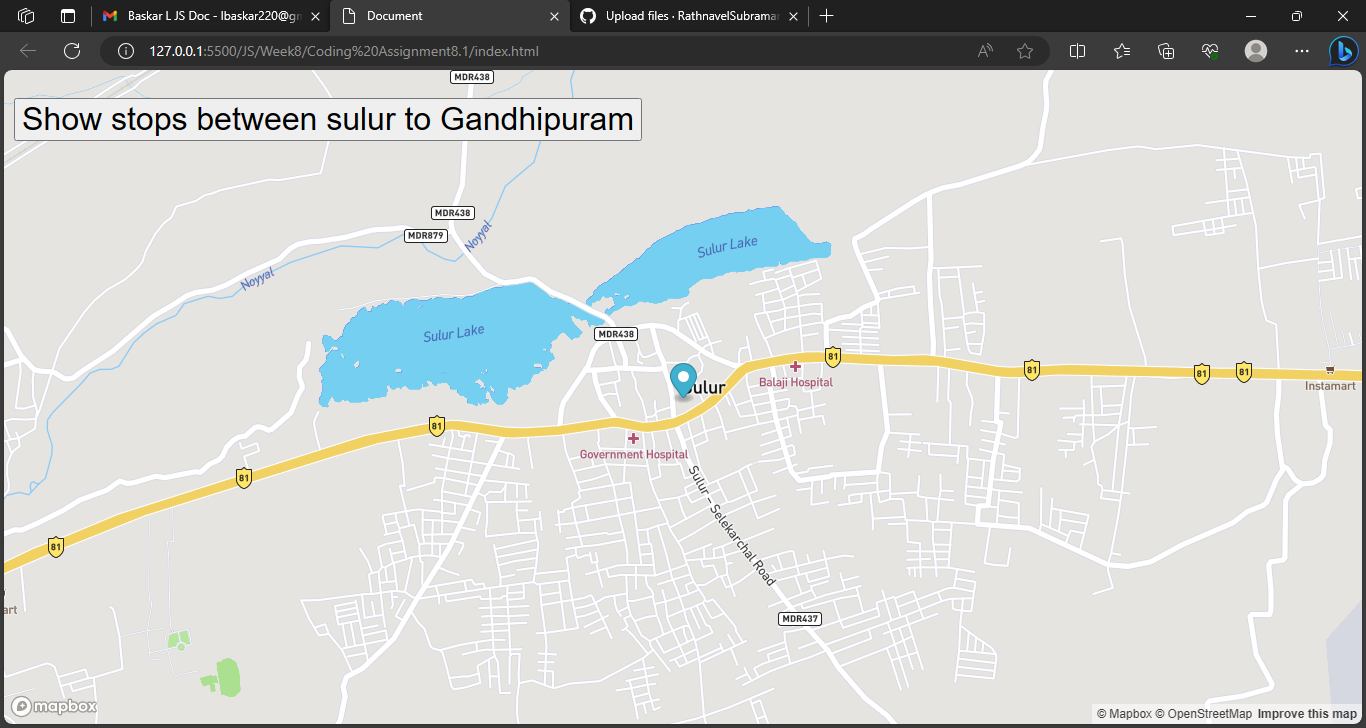 Baskar L JS Doc - lbaskar220@gm
Document
Upload files · RathnavelSubramar
127.0.0.1:5500/JS/Week8/Coding%20Assignment8.1/index.html
MDR438
Show stops between sulur to Gandhipuram
MDR438
MDR879
Noyyal
Sulur Lake
Noyyal
Sulur Lake
MDR438
81
81
81
81
Balaji Hospital
Instamart
Sulur
81
Government Hospital
81
Sulur – Selekarchal Road
81
art
MDR437
mapbox
© Mapbox © OpenStreetMap Improve this map